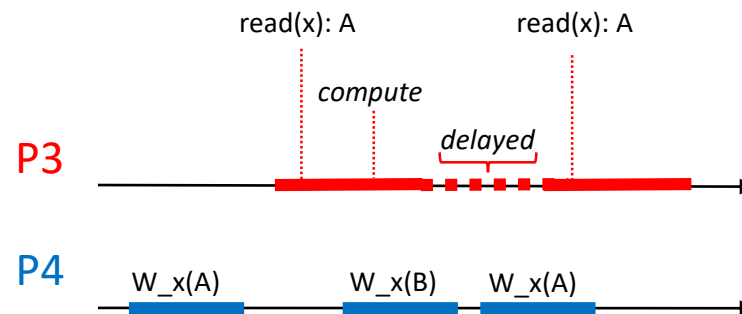 read(x): A read(x): A
compute
delayed
P3
P4
W_x(A) W_x(B) W_x(A)